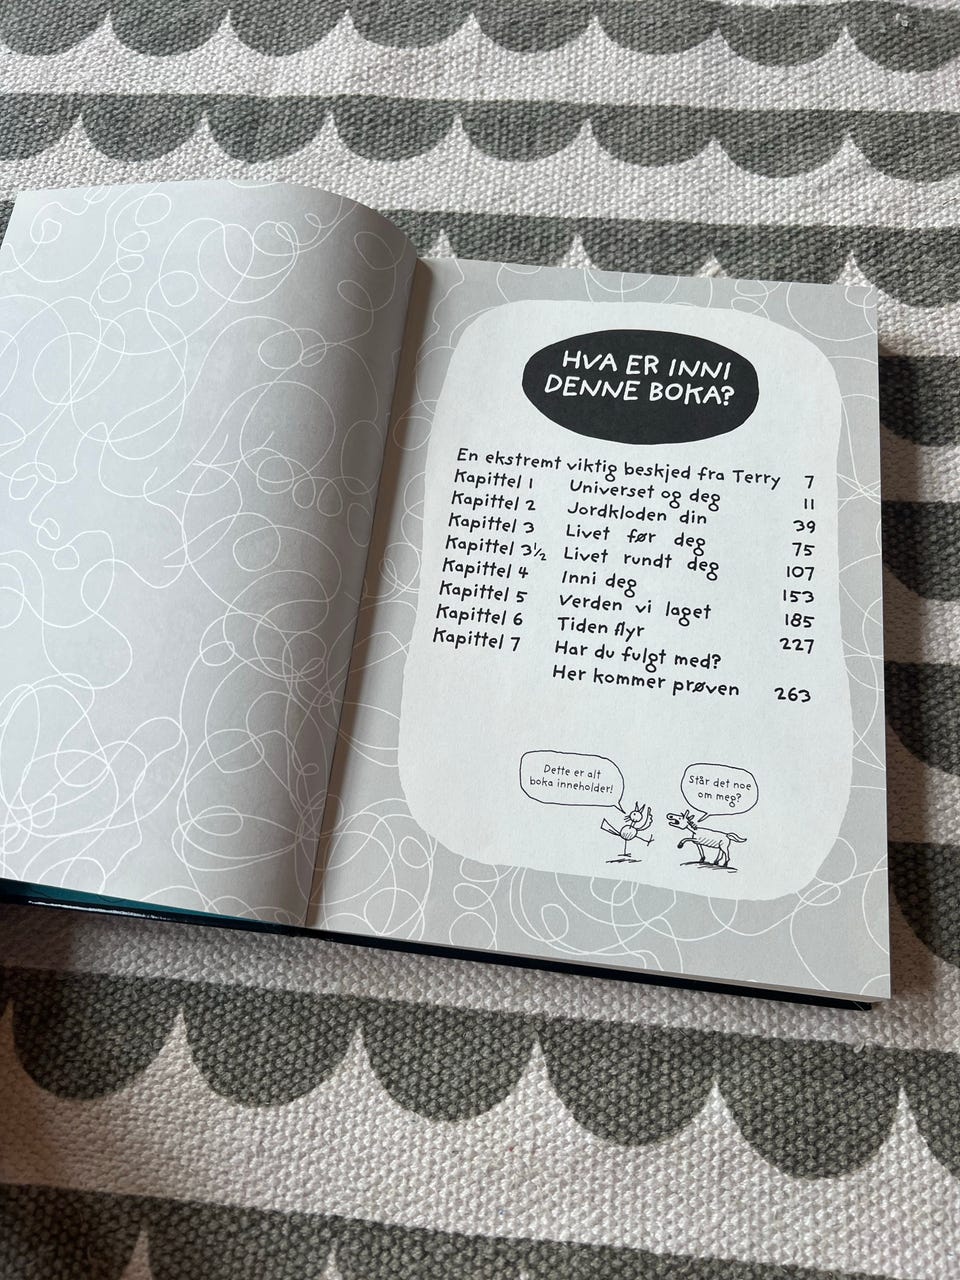 HVA ER INNI
DENNE BOKA?
En ekstremt viktig beskjed fra Terry 7
Kapittel 1 Universet og deg 11
Kapittel 2 Jordkloden din 39
Kapittel 3 Livet før deg 75
Kapittel 3½ Livet rundt deg 107
Kapittel 4 Inni deg 153
Kapittel 5 Verden vi laget 185
Kapittel 6 Tiden flyr 227
Kapittel 7 Har du fulgt med?
Her kommer prøven 263
Dette er alt
boka inneholder!
Står det noe
om meg?